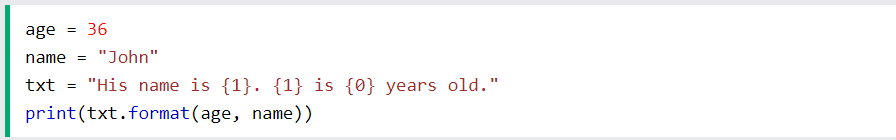 age = 36
name = "John"
txt = "His name is {1}. {1} is {0} years old."
print(txt.format(age, name))